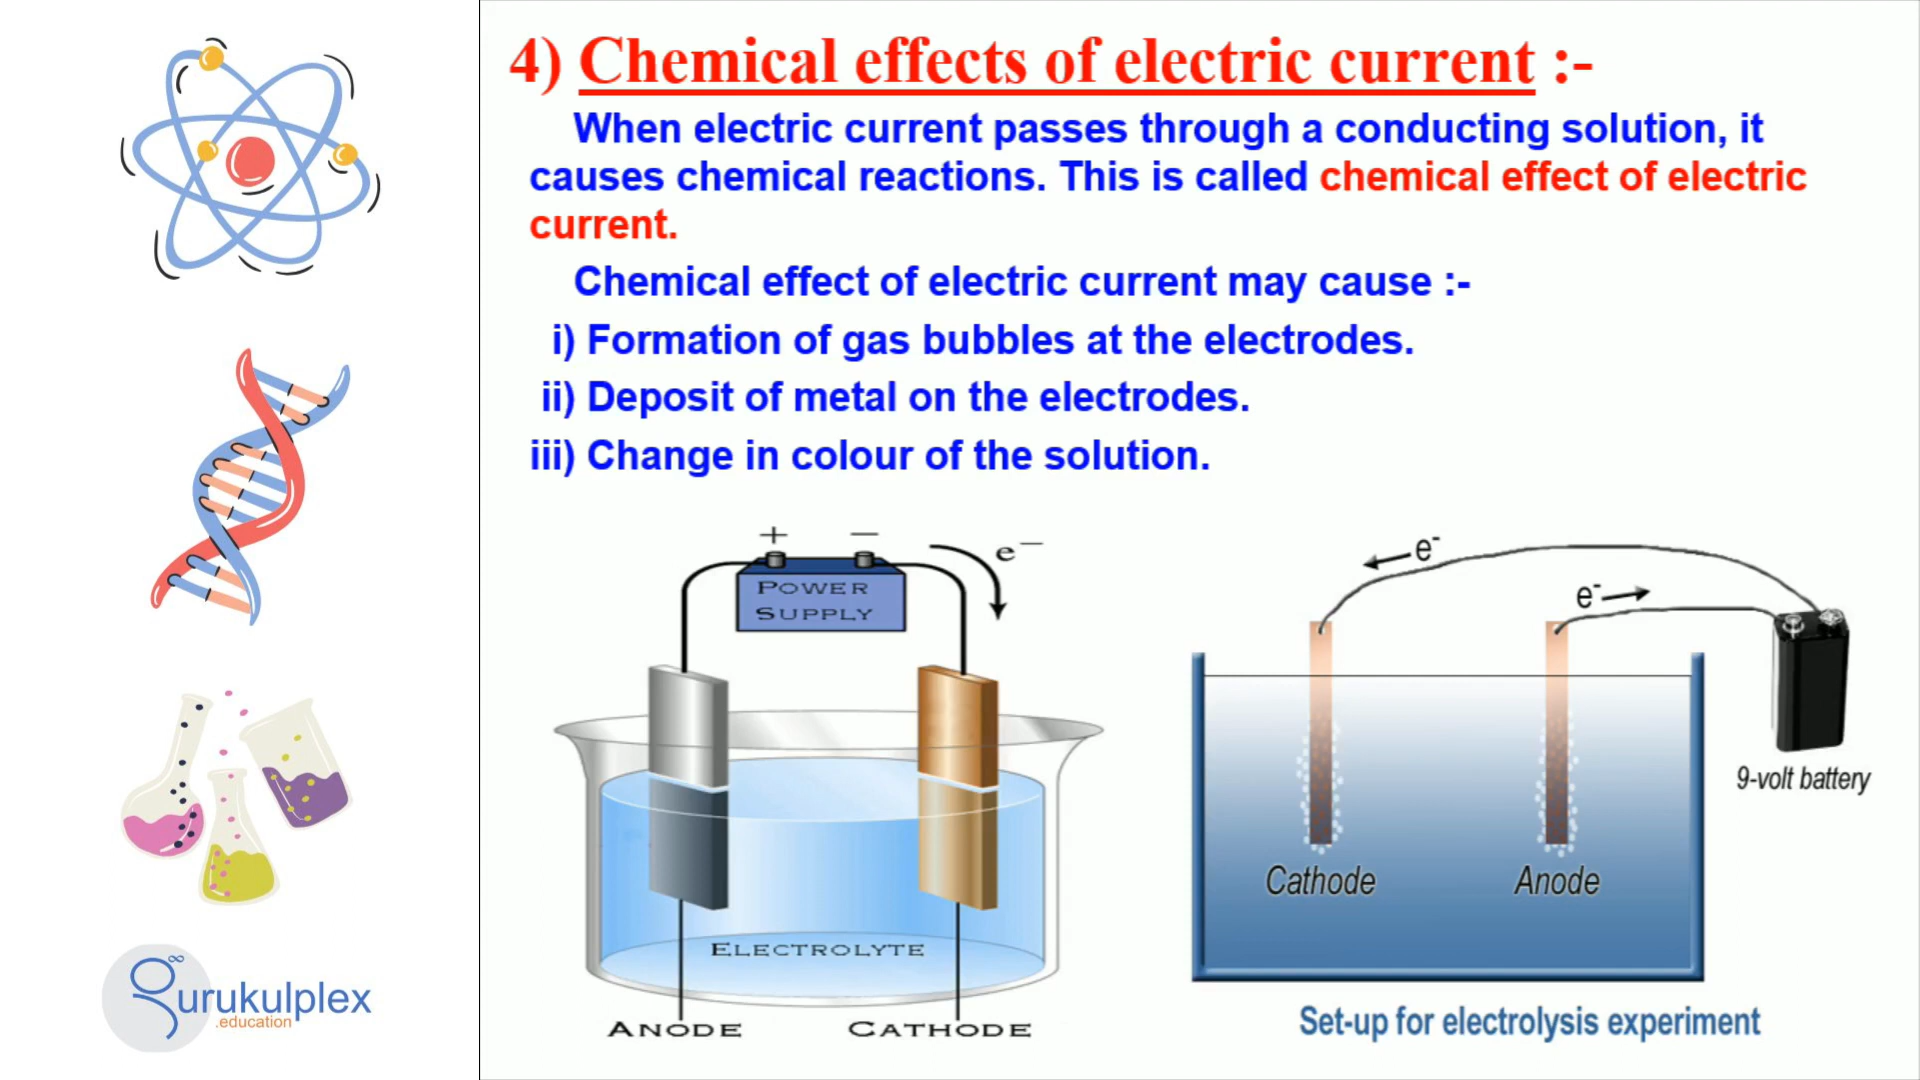 4) Chemical effects of electric current :-
When electric current passes through a conducting solution, it
causes chemical reactions. This is called chemical effect of electric
current.
Chemical effect of electric current may cause :-
i) Formation of gas bubbles at the electrodes.
ii) Deposit of metal on the electrodes.
iii) Change in colour of the solution.
+ −
e−
POWER
SUPPLY
ELECTROLYTE
ANODE CATHODE
e-
e-
9-volt battery
Cathode Anode
Set-up for electrolysis experiment
gurukulplex
.education